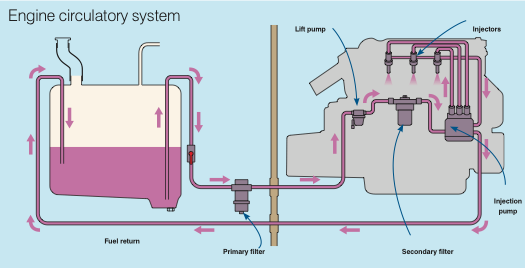 Engine circulatory system
Lift pump
Injectors
Injection
pump
Fuel return
Primary filter
Secondary filter